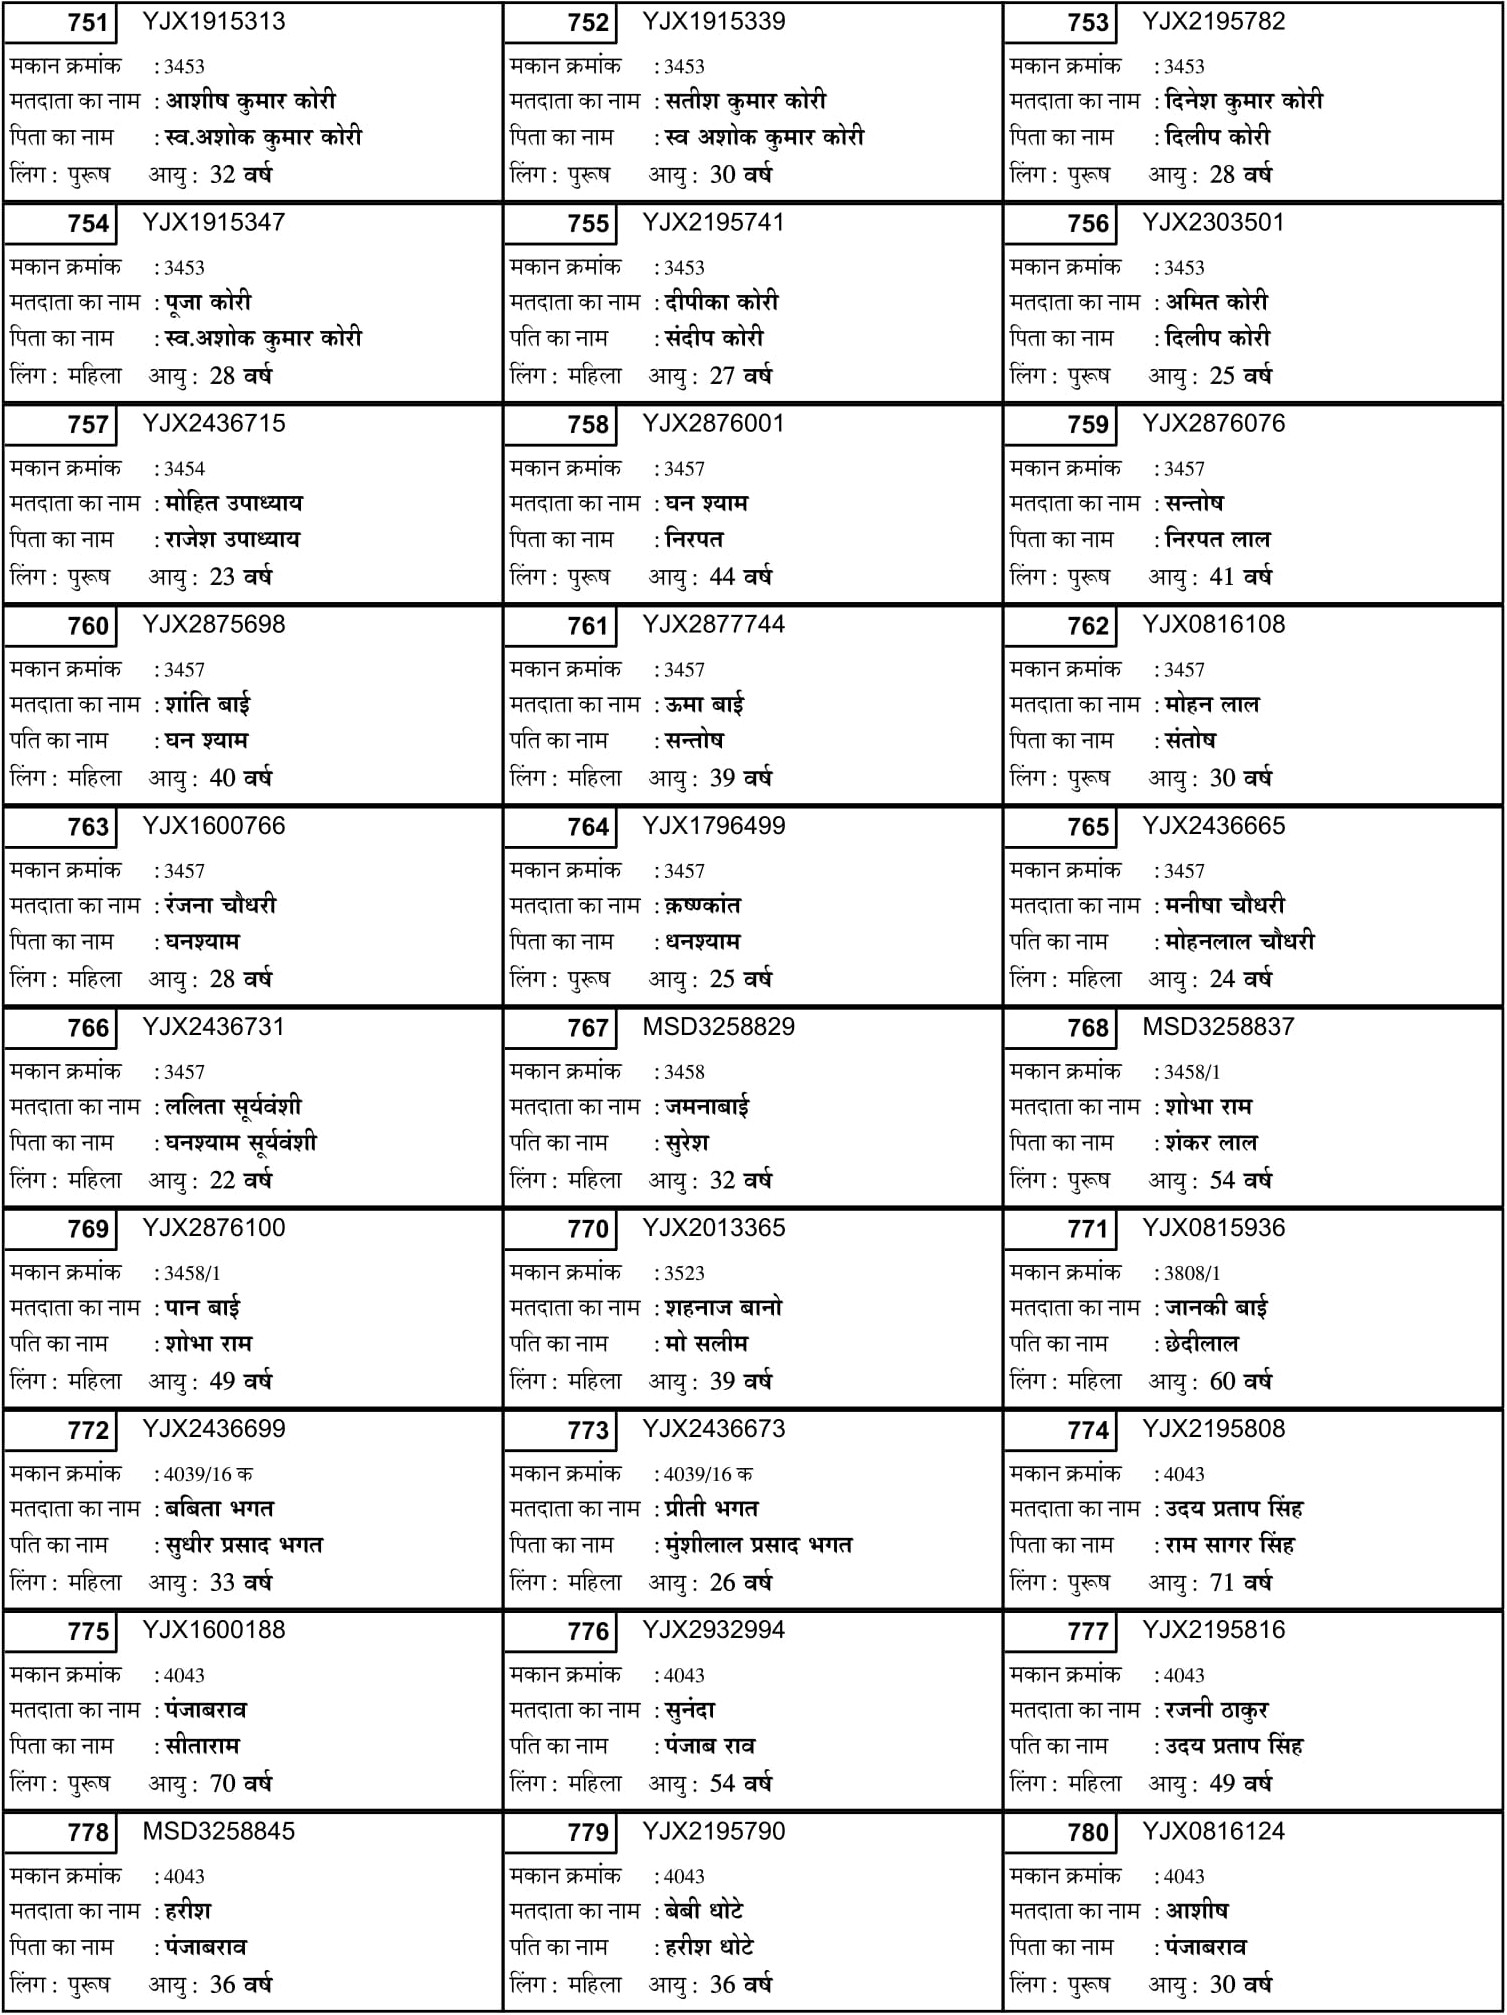 751 YJX1915313
मकान क्रमांक : 3453
मतदाता का नाम : आशीष कुमार कोरी
पिता का नाम : स्व.अशोक कुमार कोरी
लिंग : पुरूष आयु : 32 वर्ष
752 YJX1915339
मकान क्रमांक : 3453
मतदाता का नाम : सतीश कुमार कोरी
पिता का नाम : स्व अशोक कुमार कोरी
लिंग : पुरूष आयु : 30 वर्ष
753 YJX2195782
मकान क्रमांक : 3453
मतदाता का नाम : दिनेश कुमार कोरी
पिता का नाम : दिलीप कोरी
लिंग : पुरूष आयु : 28 वर्ष
754 YJX1915347
मकान क्रमांक : 3453
मतदाता का नाम : पूजा कोरी
पिता का नाम : स्व.अशोक कुमार कोरी
लिंग : महिला आयु : 28 वर्ष
755 YJX2195741
मकान क्रमांक : 3453
मतदाता का नाम : दीपीका कोरी
पति का नाम : संदीप कोरी
लिंग : महिला आयु : 27 वर्ष
756 YJX2303501
मकान क्रमांक : 3453
मतदाता का नाम : अमित कोरी
पिता का नाम : दिलीप कोरी
लिंग : पुरूष आयु : 25 वर्ष
757 YJX2436715
मकान क्रमांक : 3454
मतदाता का नाम : मोहित उपाध्याय
पिता का नाम : राजेश उपाध्याय
लिंग : पुरूष आयु : 23 वर्ष
758 YJX2876001
मकान क्रमांक : 3457
मतदाता का नाम : घन श्याम
पिता का नाम : निरपत
लिंग : पुरूष आयु : 44 वर्ष
759 YJX2876076
मकान क्रमांक : 3457
मतदाता का नाम : सन्तोष
पिता का नाम : निरपत लाल
लिंग : पुरूष आयु : 41 वर्ष
760 YJX2875698
मकान क्रमांक : 3457
मतदाता का नाम : शांति बाई
पति का नाम : घन श्याम
लिंग : महिला आयु : 40 वर्ष
761 YJX2877744
मकान क्रमांक : 3457
मतदाता का नाम : ऊमा बाई
पति का नाम : सन्तोष
लिंग : महिला आयु : 39 वर्ष
762 YJX0816108
मकान क्रमांक : 3457
मतदाता का नाम : मोहन लाल
पिता का नाम : संतोष
लिंग : पुरूष आयु : 30 वर्ष
763 YJX1600766
मकान क्रमांक : 3457
मतदाता का नाम : रंजना चौधरी
पिता का नाम : घनश्याम
लिंग : महिला आयु : 28 वर्ष
764 YJX1796499
मकान क्रमांक : 3457
मतदाता का नाम : क़ष्ण्कांत
पिता का नाम : धनश्याम
लिंग : पुरूष आयु : 25 वर्ष
765 YJX2436665
मकान क्रमांक : 3457
मतदाता का नाम : मनीषा चौधरी
पति का नाम : मोहनलाल चौधरी
लिंग : महिला आयु : 24 वर्ष
766 YJX2436731
मकान क्रमांक : 3457
मतदाता का नाम : ललिता सूर्यवंशी
पिता का नाम : घनश्याम सूर्यवंशी
लिंग : महिला आयु : 22 वर्ष
767 MSD3258829
मकान क्रमांक : 3458
मतदाता का नाम : जमनाबाई
पति का नाम : सुरेश
लिंग : महिला आयु : 32 वर्ष
768 MSD3258837
मकान क्रमांक : 3458/1
मतदाता का नाम : शोभा राम
पिता का नाम : शंकर लाल
लिंग : पुरूष आयु : 54 वर्ष
769 YJX2876100
मकान क्रमांक : 3458/1
मतदाता का नाम : पान बाई
पति का नाम : शोभा राम
लिंग : महिला आयु : 49 वर्ष
770 YJX2013365
मकान क्रमांक : 3523
मतदाता का नाम : शहनाज बानो
पति का नाम : मो सलीम
लिंग : महिला आयु : 39 वर्ष
771 YJX0815936
मकान क्रमांक : 3808/1
मतदाता का नाम : जानकी बाई
पति का नाम : छेदीलाल
लिंग : महिला आयु : 60 वर्ष
772 YJX2436699
मकान क्रमांक : 4039/16 क
मतदाता का नाम : बबिता भगत
पति का नाम : सुधीर प्रसाद भगत
लिंग : महिला आयु : 33 वर्ष
773 YJX2436673
मकान क्रमांक : 4039/16 क
मतदाता का नाम : प्रीती भगत
पिता का नाम : मुंशीलाल प्रसाद भगत
लिंग : महिला आयु : 26 वर्ष
774 YJX2195808
मकान क्रमांक : 4043
मतदाता का नाम : उदय प्रताप सिंह
पिता का नाम : राम सागर सिंह
लिंग : पुरूष आयु : 71 वर्ष
775 YJX1600188
मकान क्रमांक : 4043
मतदाता का नाम : पंजाबराव
पिता का नाम : सीताराम
लिंग : पुरूष आयु : 70 वर्ष
776 YJX2932994
मकान क्रमांक : 4043
मतदाता का नाम : सुनंदा
पति का नाम : पंजाब राव
लिंग : महिला आयु : 54 वर्ष
777 YJX2195816
मकान क्रमांक : 4043
मतदाता का नाम : रजनी ठाकुर
पति का नाम : उदय प्रताप सिंह
लिंग : महिला आयु : 49 वर्ष
778 MSD3258845
मकान क्रमांक : 4043
मतदाता का नाम : हरीश
पिता का नाम : पंजाबराव
लिंग : पुरूष आयु : 36 वर्ष
779 YJX2195790
मकान क्रमांक : 4043
मतदाता का नाम : बेबी धोटे
पति का नाम : हरीश धोटे
लिंग : महिला आयु : 36 वर्ष
780 YJX0816124
मकान क्रमांक : 4043
मतदाता का नाम : आशीष
पिता का नाम : पंजाबराव
लिंग : पुरूष आयु : 30 वर्ष